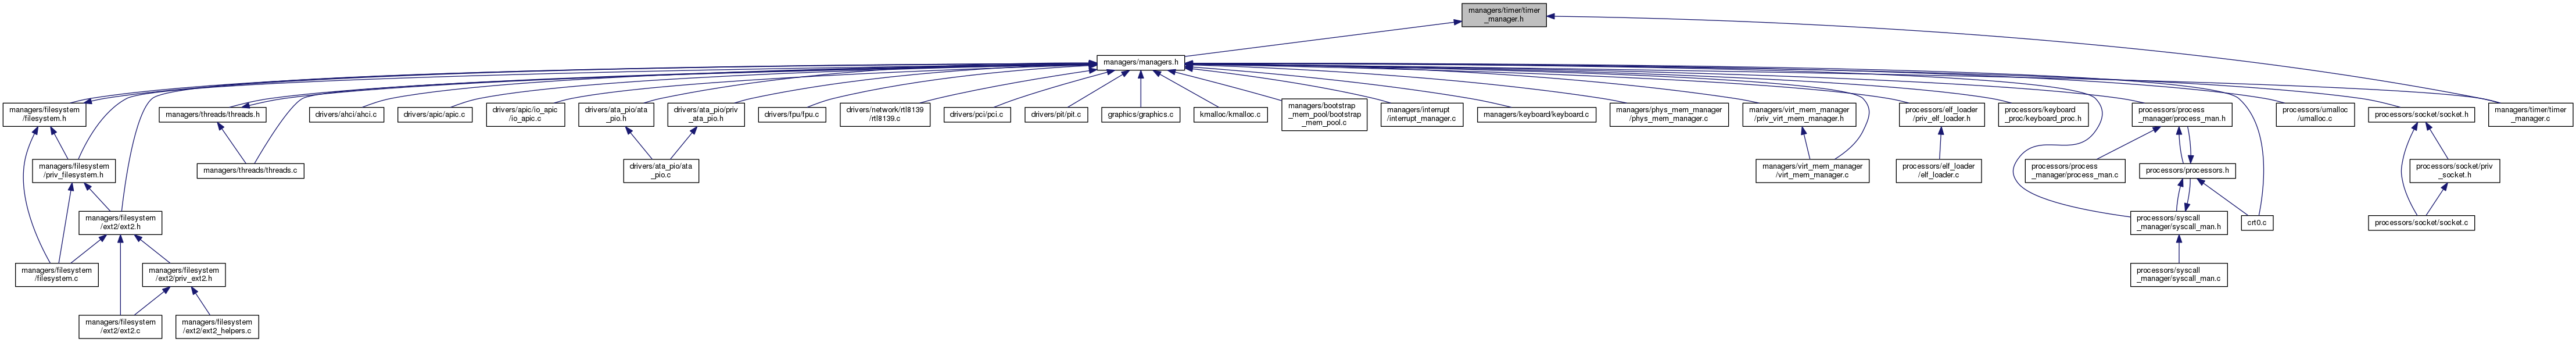 managers/timer/timer
_manager.h
managers/managers.h
managers/filesystem
/filesystem.h
managers/threads/threads.h
drivers/ahci/ahci.c
drivers/apic/apic.c
drivers/apic/io_apic
/io_apic.c
drivers/ata_pio/ata
_pio.h
drivers/ata_pio/priv
_ata_pio.h
drivers/fpu/fpu.c
drivers/network/rtl8139
/rtl8139.c
drivers/pci/pci.c
drivers/pit/pit.c
graphics/graphics.c
kmalloc/kmalloc.c
managers/bootstrap
_mem_pool/bootstrap
_mem_pool.c
managers/interrupt
/interrupt_manager.c
managers/keyboard/keyboard.c
managers/phys_mem_manager
/phys_mem_manager.c
managers/virt_mem_manager
/priv_virt_mem_manager.h
processors/elf_loader
/priv_elf_loader.h
processors/keyboard
_proc/keyboard_proc.h
processors/process
_manager/process_man.h
processors/umalloc
/umalloc.c
processors/socket/socket.h
managers/timer/timer
_manager.c
managers/filesystem
/priv_filesystem.h
managers/threads/threads.c
drivers/ata_pio/ata
_pio.c
managers/virt_mem_manager
/virt_mem_manager.c
processors/elf_loader
/elf_loader.c
processors/process
_manager/process_man.c
processors/processors.h
processors/socket/priv
_socket.h
managers/filesystem
/ext2/ext2.h
processors/syscall
_manager/syscall_man.h
crt0.c
processors/socket/socket.c
managers/filesystem
/filesystem.c
managers/filesystem
/ext2/priv_ext2.h
processors/syscall
_manager/syscall_man.c
managers/filesystem
/ext2/ext2.c
managers/filesystem
/ext2/ext2_helpers.c